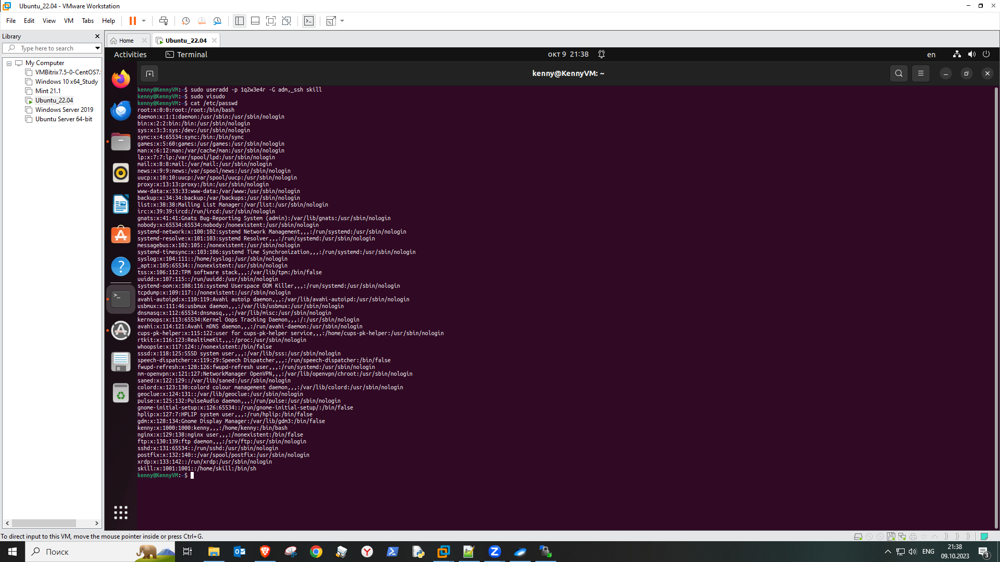 Ubuntu_22.04 - VMware Workstation
File Edit View VM Tabs Help
Library
Home
Ubuntu_22.04
Type here to search
Activities
Terminal
окт 9 21:38
en
My Computer
VMBitrix7.5-0-CentOS7.
Windows 10 x64_Study
Mint 21.1
Ubuntu_22.04
Windows Server 2019
Ubuntu Server 64-bit
kenny@KennyVM: ~
kenny@KennyVM:~$ sudo useradd -p 1q2w3e4r -G adm,_ssh skill
kenny@KennyVM:~$ sudo visudo
kenny@KennyVM:~$ cat /etc/passwd
root:x:0:0:root:/root:/bin/bash
daemon:x:1:1:daemon:/usr/sbin:/usr/sbin/nologin
bin:x:2:2:bin:/bin:/usr/sbin/nologin
sys:x:3:3:sys:/dev:/usr/sbin/nologin
sync:x:4:65534:sync:/bin:/bin/sync
games:x:5:60:games:/usr/games:/usr/sbin/nologin
man:x:6:12:man:/var/cache/man:/usr/sbin/nologin
lp:x:7:7:lp:/var/spool/lpd:/usr/sbin/nologin
mail:x:8:8:mail:/var/mail:/usr/sbin/nologin
news:x:9:9:news:/var/spool/news:/usr/sbin/nologin
uucp:x:10:10:uucp:/var/spool/uucp:/usr/sbin/nologin
proxy:x:13:13:proxy:/bin:/usr/sbin/nologin
www-data:x:33:33:www-data:/var/www:/usr/sbin/nologin
backup:x:34:34:backup:/var/backups:/usr/sbin/nologin
list:x:38:38:Mailing List Manager:/var/list:/usr/sbin/nologin
irc:x:39:39:ircd:/run/ircd:/usr/sbin/nologin
gnats:x:41:41:Gnats Bug-Reporting System (admin):/var/lib/gnats:/usr/sbin/nologin
nobody:x:65534:65534:nobody:/nonexistent:/usr/sbin/nologin
systemd-network:x:100:102:systemd Network Management,,,:/run/systemd:/usr/sbin/nologin
systemd-resolve:x:101:103:systemd Resolver,,,:/run/systemd:/usr/sbin/nologin
messagebus:x:102:105::/nonexistent:/usr/sbin/nologin
systemd-timesync:x:103:106:systemd Time Synchronization,,,:/run/systemd:/usr/sbin/nologin
syslog:x:104:111::/home/syslog:/usr/sbin/nologin
_apt:x:105:65534::/nonexistent:/usr/sbin/nologin
tss:x:106:112:TPM software stack,,,:/var/lib/tpm:/bin/false
uuidd:x:107:115::/run/uuidd:/usr/sbin/nologin
systemd-oom:x:108:116:systemd Userspace OOM Killer,,,:/run/systemd:/usr/sbin/nologin
tcpdump:x:109:117::/nonexistent:/usr/sbin/nologin
avahi-autoipd:x:110:119:Avahi autoip daemon,,,:/var/lib/avahi-autoipd:/usr/sbin/nologin
usbmux:x:111:46:usbmux daemon,,,:/var/lib/usbmux:/usr/sbin/nologin
dnsmasq:x:112:65534:dnsmasq,,,:/var/lib/misc:/usr/sbin/nologin
kernoops:x:113:65534:Kernel Oops Tracking Daemon,,,:/:/usr/sbin/nologin
avahi:x:114:121:Avahi mDNS daemon,,,:/run/avahi-daemon:/usr/sbin/nologin
cups-pk-helper:x:115:122:user for cups-pk-helper service,,,:/home/cups-pk-helper:/usr/sbin/nologin
rtkit:x:116:123:RealtimeKit,,,:/proc:/usr/sbin/nologin
whoopsie:x:117:124::/nonexistent:/bin/false
sssd:x:118:125:SSSD system user,,,:/var/lib/sss:/usr/sbin/nologin
speech-dispatcher:x:119:29:Speech Dispatcher,,,:/run/speech-dispatcher:/bin/false
fwupd-refresh:x:120:126:fwupd-refresh user,,,:/run/systemd:/usr/sbin/nologin
nm-openvpn:x:121:127:NetworkManager OpenVPN,,,:/var/lib/openvpn/chroot:/usr/sbin/nologin
saned:x:122:129::/var/lib/saned:/usr/sbin/nologin
colord:x:123:130:colord colour management daemon,,,:/var/lib/colord:/usr/sbin/nologin
geoclue:x:124:131::/var/lib/geoclue:/usr/sbin/nologin
pulse:x:125:132:PulseAudio daemon,,,:/run/pulse:/usr/sbin/nologin
gnome-initial-setup:x:126:65534::/run/gnome-initial-setup/:/bin/false
hplip:x:127:7:HPLIP system user,,,:/run/hplip:/bin/false
gdm:x:128:134:Gnome Display Manager:/var/lib/gdm3:/bin/false
kenny:x:1000:1000:kenny,,,:/home/kenny:/bin/bash
nginx:x:129:138:nginx user,,,:/nonexistent:/bin/false
ftp:x:130:139:ftp daemon,,,:/srv/ftp:/usr/sbin/nologin
sshd:x:131:65534::/run/sshd:/usr/sbin/nologin
postfix:x:132:140::/var/spool/postfix:/usr/sbin/nologin
xrdp:x:133:142::/run/xrdp:/usr/sbin/nologin
skill:x:1001:1001::/home/skill:/bin/sh
kenny@KennyVM:~$
To direct input to this VM, move the mouse pointer inside or press Ctrl+G.
Поиск
ENG
21:38
09.10.2023
3